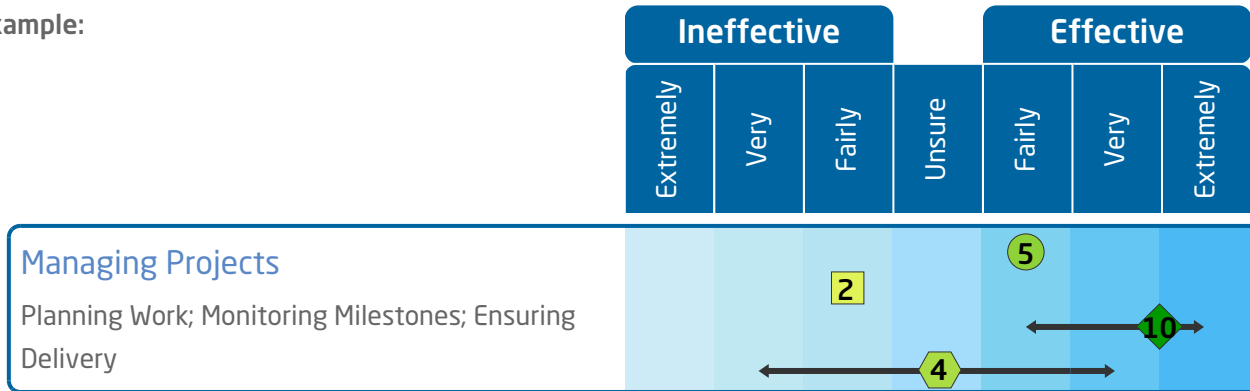 xample:
Ineffective
Effective
Extremely
Very
Fairly
Unsure
Fairly
Very
Extremely
Managing Projects
Planning Work; Monitoring Milestones; Ensuring
Delivery
5
2
10
4